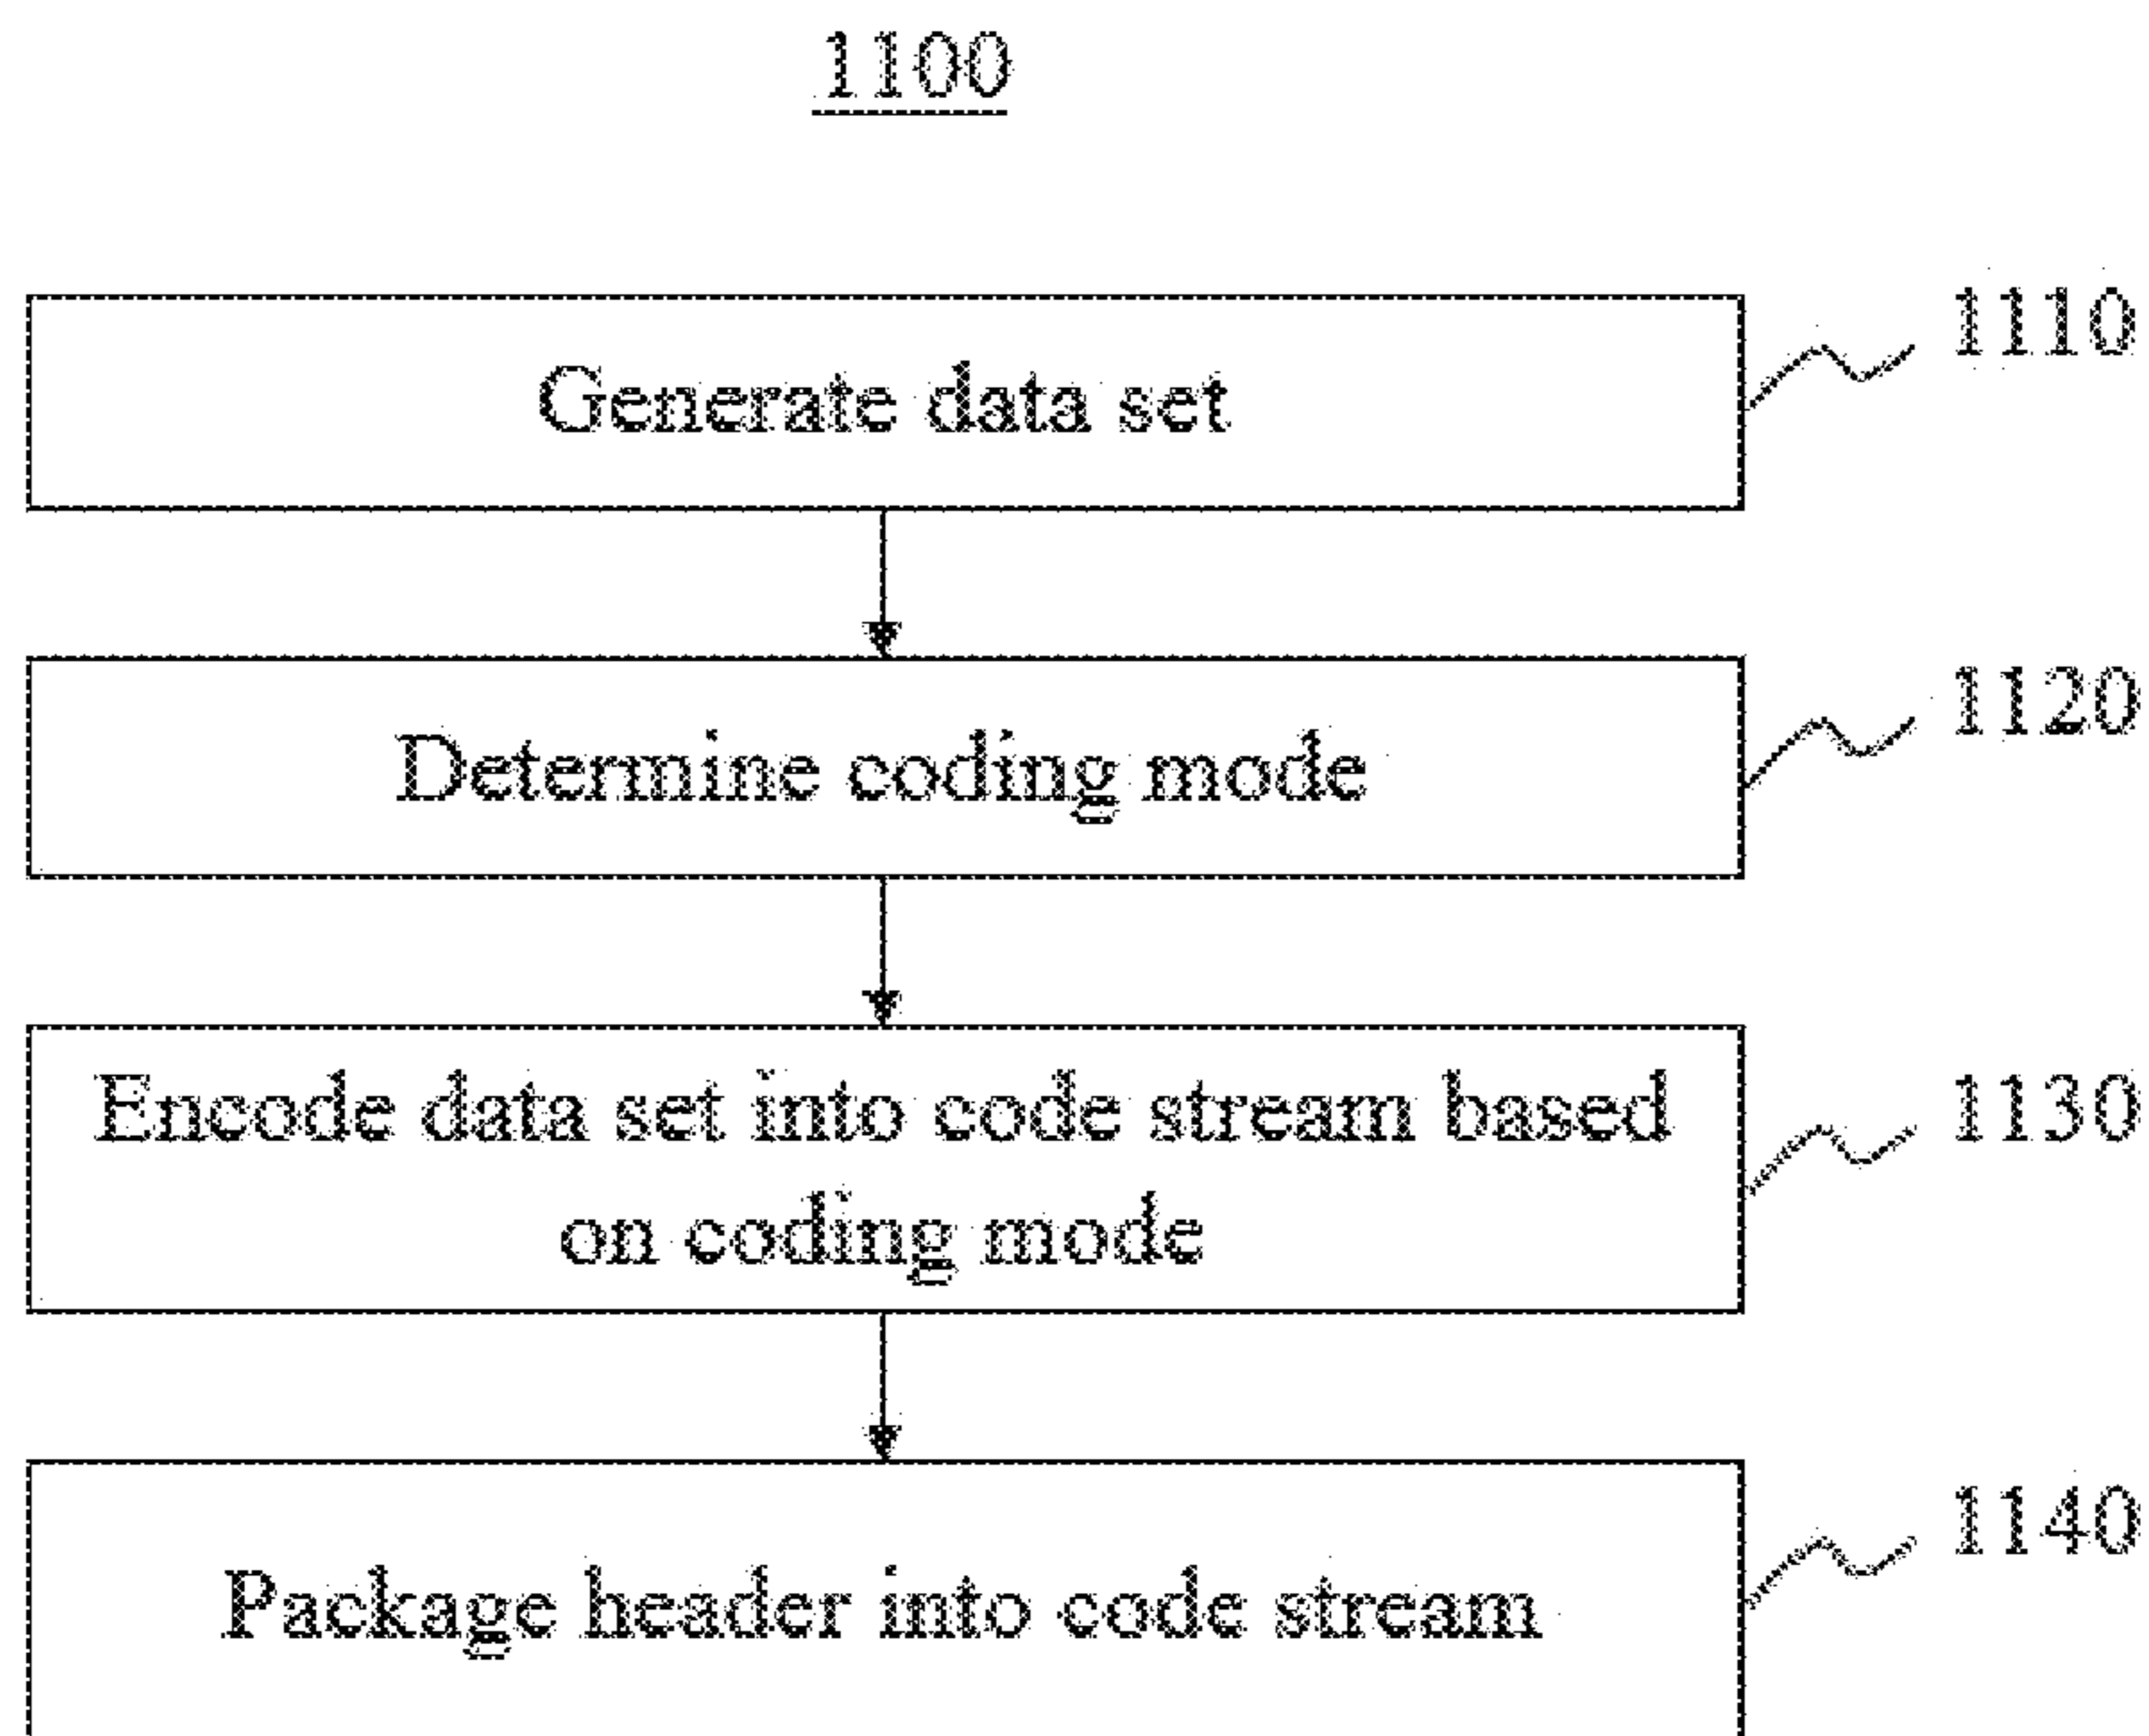 1100
Generate data set
1110
Determine coding mode
1120
Encode data set into code stream based
on coding mode
1130
Package header into code stream
1140